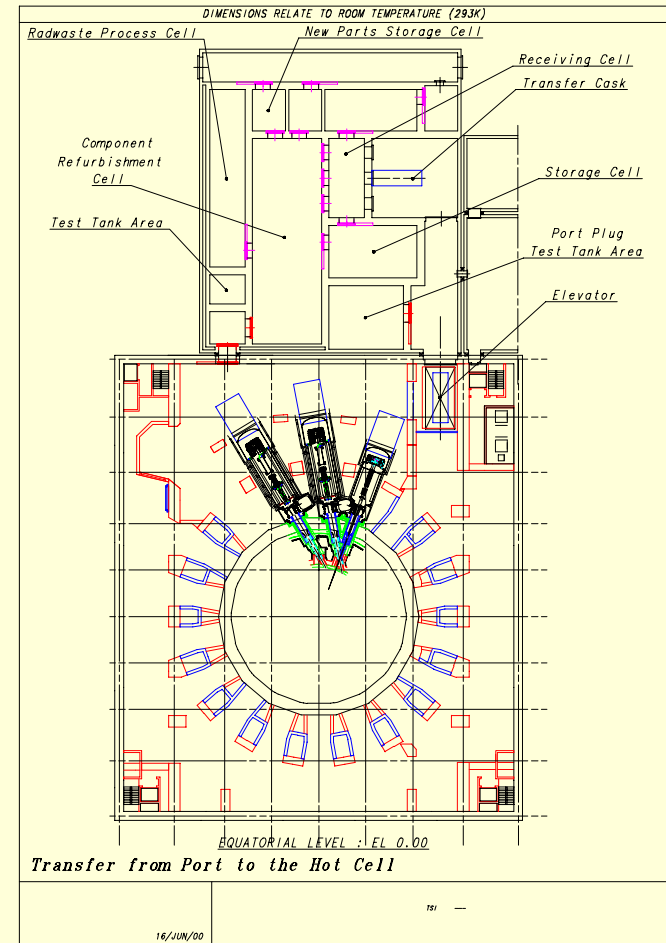 DIMENSIONS RELATE TO ROOM TEMPERATURE (293K)
Radwaste Process Cell
New Parts Storage Cell
Receiving Cell
Transfer Cask
Component
Refurbishment
Cell
Storage Cell
Test Tank Area
Port Plug
Test Tank Area
Elevator
EQUATORIAL LEVEL : EL 0.00
Transfer from Port to the Hot Cell
TSI
16/JUN/00